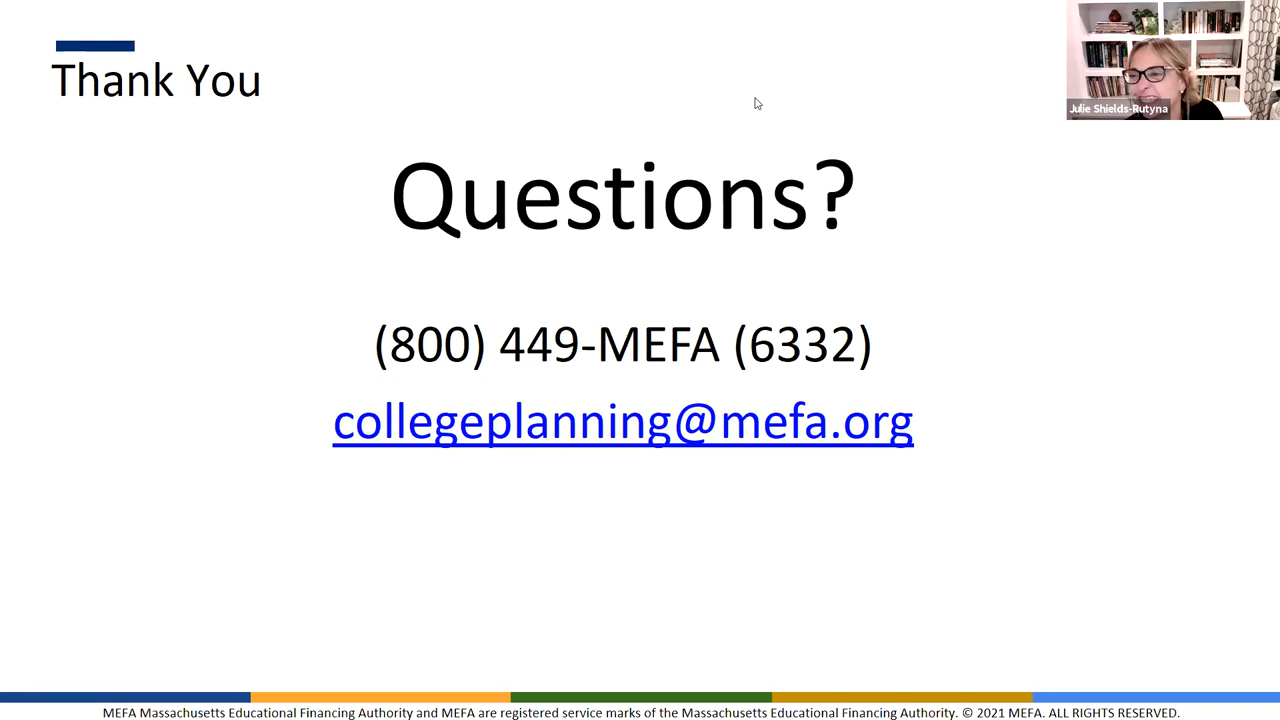 Thank You
Julie Shields-Rutyna
Questions?
(800) 449-MEFA (6332)
collegeplanning@mefa.org
MEFA Massachusetts Educational Financing Authority and MEFA are registered service marks of the Massachusetts Educational Financing Authority. © 2021 MEFA. ALL RIGHTS RESERVED.